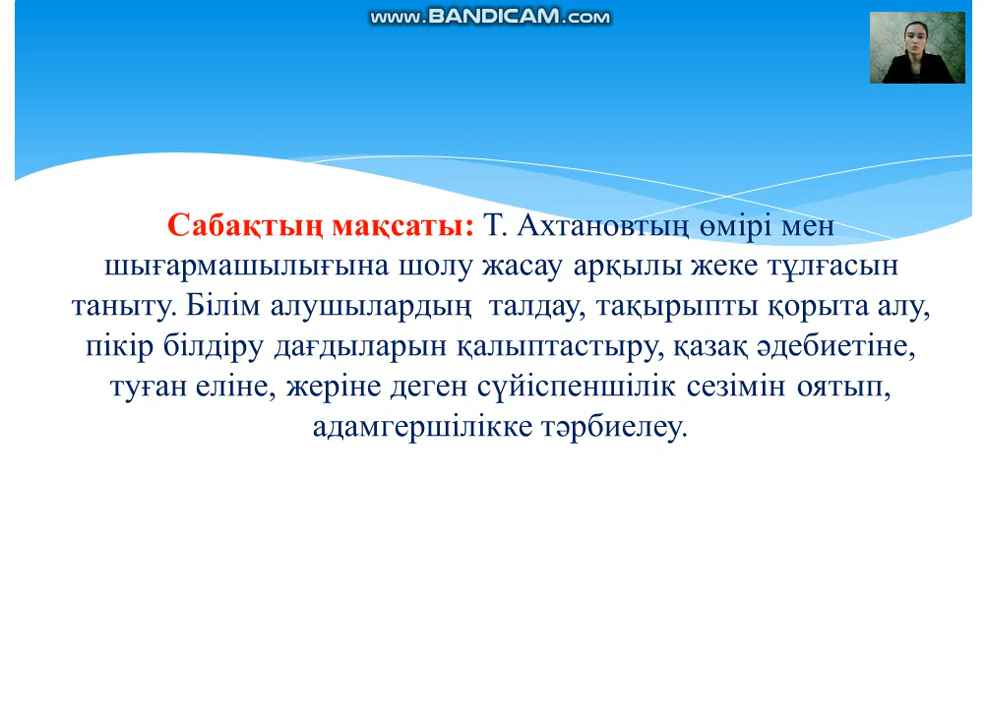 www.BANDICAM.com
Сабақтың мақсаты: Т. Ахтановтың өмірі мен
шығармашылығына шолу жасау арқылы жеке тұлғасын
таныту. Білім алушылардың талдау, тақырыпты қорыта алу,
пікір білдіру дағдыларын қалыптастыру, қазақ әдебиетіне,
туған еліне, жеріне деген сүйіспеншілік сезімін оятып,
адамгершілікке тәрбиелеу.